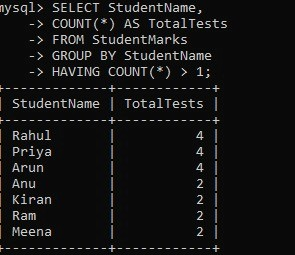 mysql> SELECT StudentName,
    -> COUNT(*) AS TotalTests
    -> FROM StudentMarks
    -> GROUP BY StudentName
    -> HAVING COUNT(*) > 1;
+-------------+------------+
| StudentName | TotalTests |
+-------------+------------+
| Rahul       |          4 |
| Priya       |          4 |
| Arun        |          4 |
| Anu         |          2 |
| Kiran       |          2 |
| Ram         |          2 |
| Meena       |          2 |
+-------------+------------+